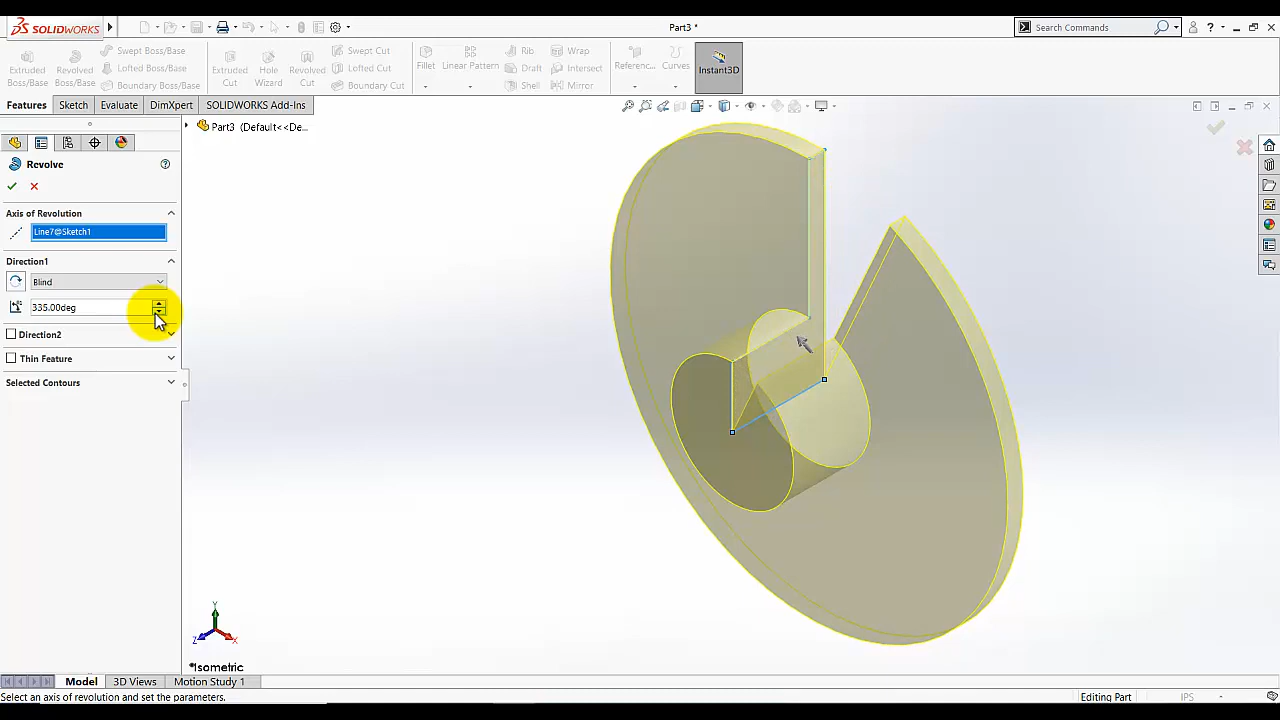 SOLIDWORKS
Part3 *
Search Commands
?
Extruded Boss/Base
Revolved Boss/Base
Swept Boss/Base
Lofted Boss/Base
Boundary Boss/Base
Extruded Cut
Hole Wizard
Revolved Cut
Swept Cut
Lofted Cut
Boundary Cut
Fillet
Linear Pattern
Rib
Draft
Shell
Wrap
Intersect
Mirror
Referenc...
Curves
Instant3D
Features
Sketch
Evaluate
DimXpert
SOLIDWORKS Add-Ins
Part3 (Default<<De...
Revolve
?
Axis of Revolution
Line7@Sketch1
Direction1
Blind
335.00deg
Direction2
Thin Feature
Selected Contours
Y
Z
X
*Isometric
Model
3D Views
Motion Study 1
Select an axis of revolution and set the parameters.
Editing Part
IPS
-